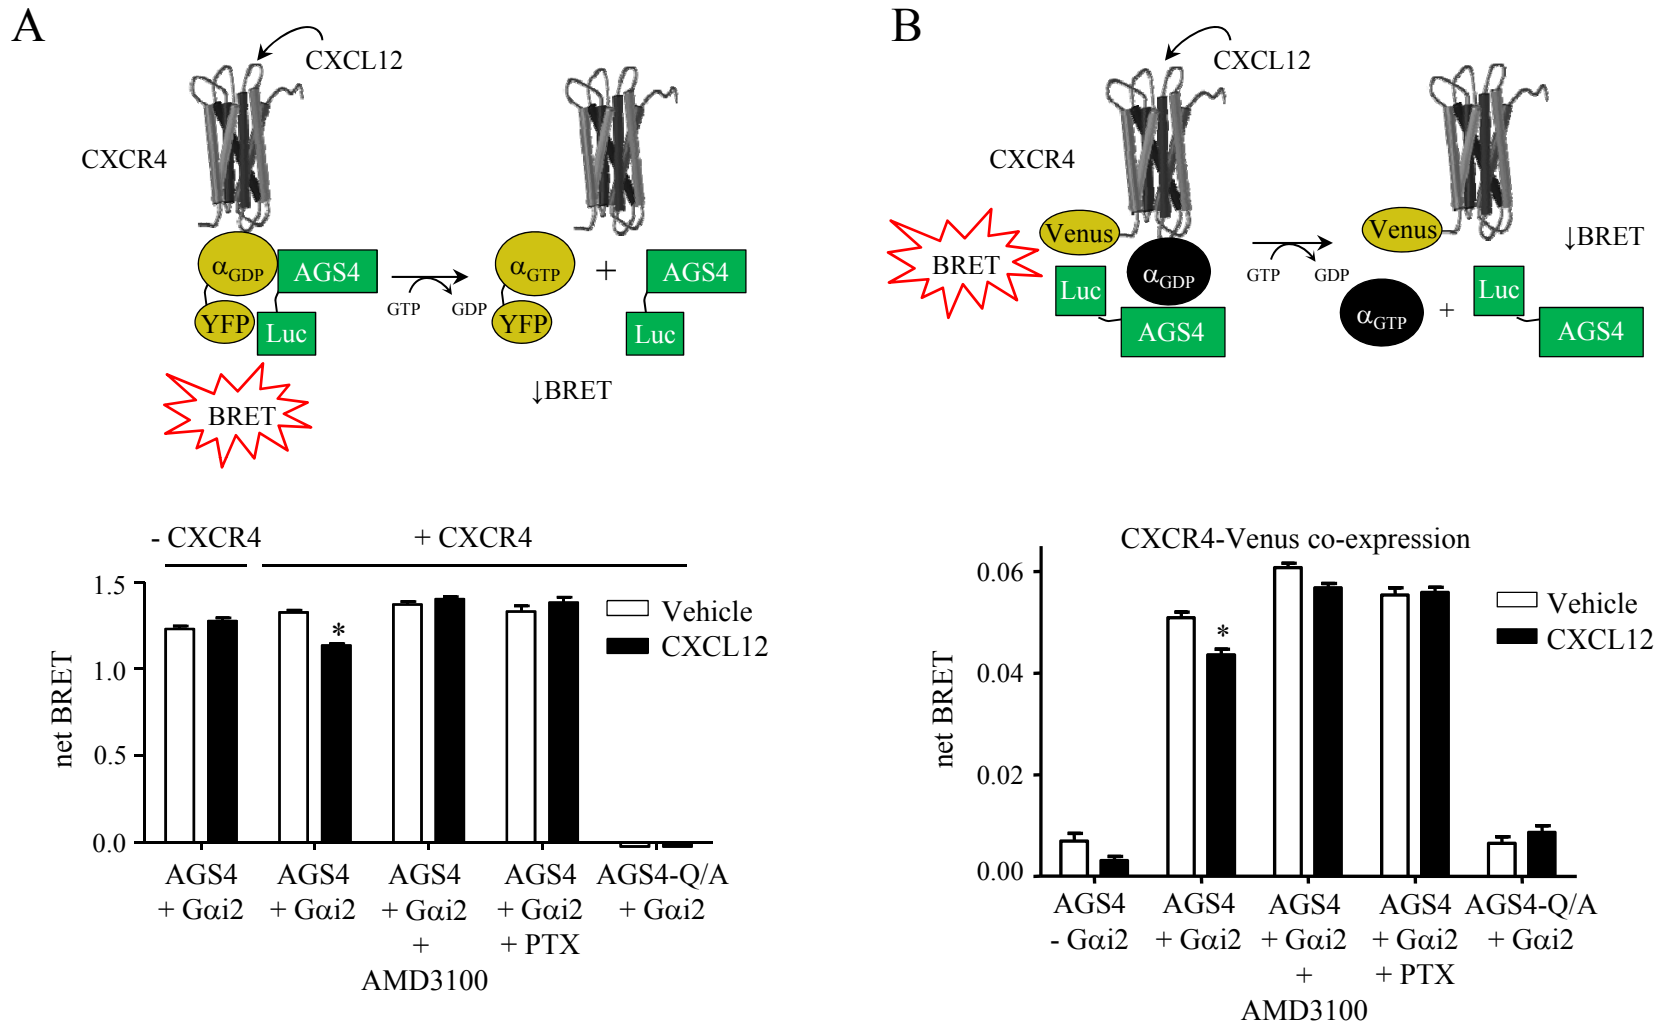 A
CXCL12
CXCR4
αGDP
AGS4
YFP
Luc
BRET
GTP
GDP
αGTP
+
AGS4
YFP
Luc
↓BRET
- CXCR4
+ CXCR4
net BRET
1.5
1.0
0.5
0.0
*
Vehicle
CXCL12
AGS4
+ Gαi2
AGS4
+ Gαi2
AGS4
+ Gαi2
+
AMD3100
AGS4
+ Gαi2
+ PTX
AGS4-Q/A
+ Gαi2
B
CXCL12
CXCR4
Venus
BRET
Luc
αGDP
AGS4
GTP
GDP
Venus
↓BRET
αGTP
+
Luc
AGS4
CXCR4-Venus co-expression
net BRET
0.06
0.04
0.02
0.00
*
Vehicle
CXCL12
AGS4
- Gαi2
AGS4
+ Gαi2
AGS4
+ Gαi2
+
AMD3100
AGS4
+ Gαi2
+ PTX
AGS4-Q/A
+ Gαi2